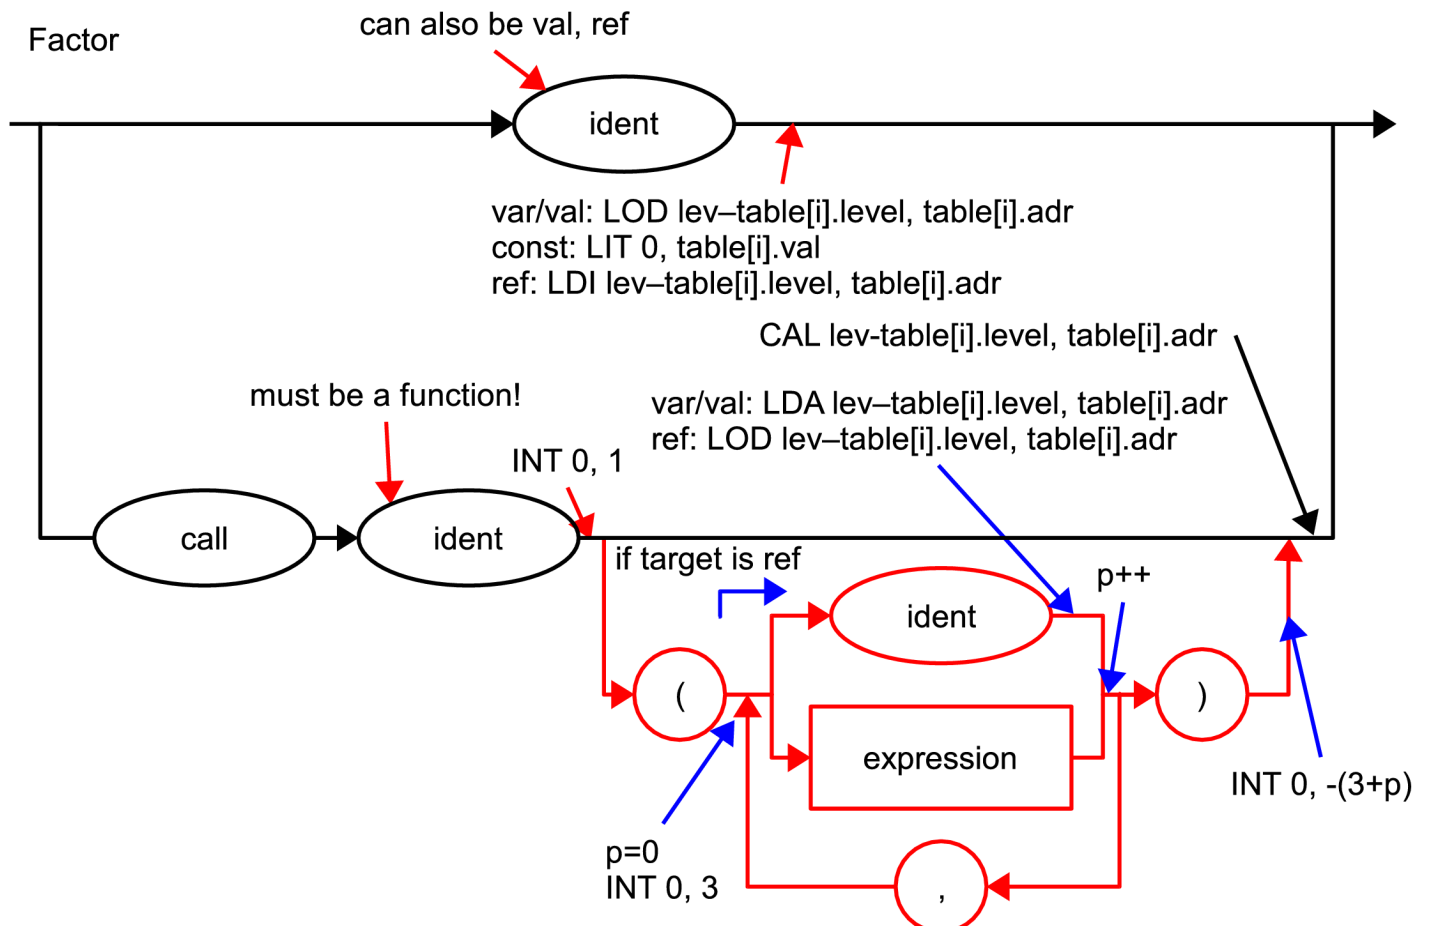 Factor
can also be val, ref
ident
var/val: LOD lev–table[i].level, table[i].adr
const: LIT 0, table[i].val
ref: LDI lev–table[i].level, table[i].adr
CAL lev-table[i].level, table[i].adr
must be a function!
var/val: LDA lev–table[i].level, table[i].adr
ref: LOD lev–table[i].level, table[i].adr
INT 0, 1
call
ident
if target is ref
p++
ident
(
)
expression
INT 0, -(3+p)
p=0
INT 0, 3
,